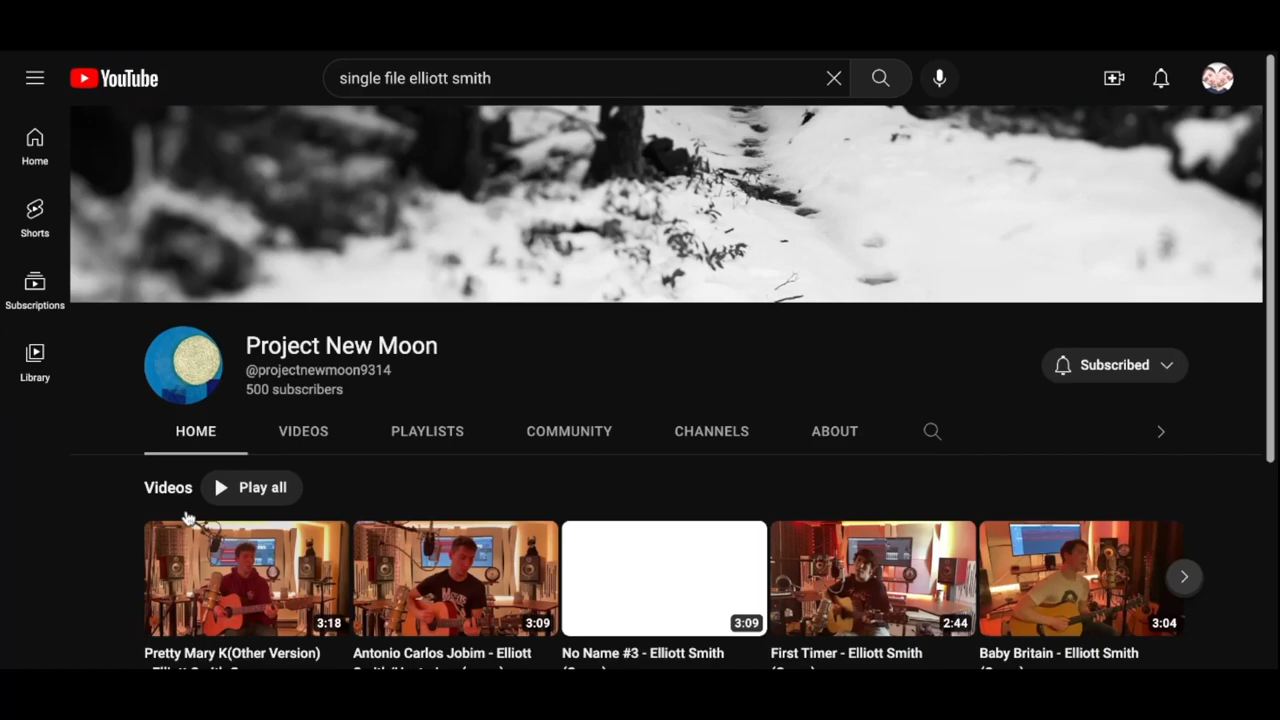 YouTube
single file elliott smith
Home
Shorts
Subscriptions
Library
Project New Moon
@projectnewmoon9314
500 subscribers
Subscribed
HOME VIDEOS PLAYLISTS COMMUNITY CHANNELS ABOUT
Videos Play all
3:18 3:09 3:09 2:44 3:04
Pretty Mary K(Other Version) Antonio Carlos Jobim - Elliott No Name #3 - Elliott Smith First Timer - Elliott Smith Baby Britain - Elliott Smith